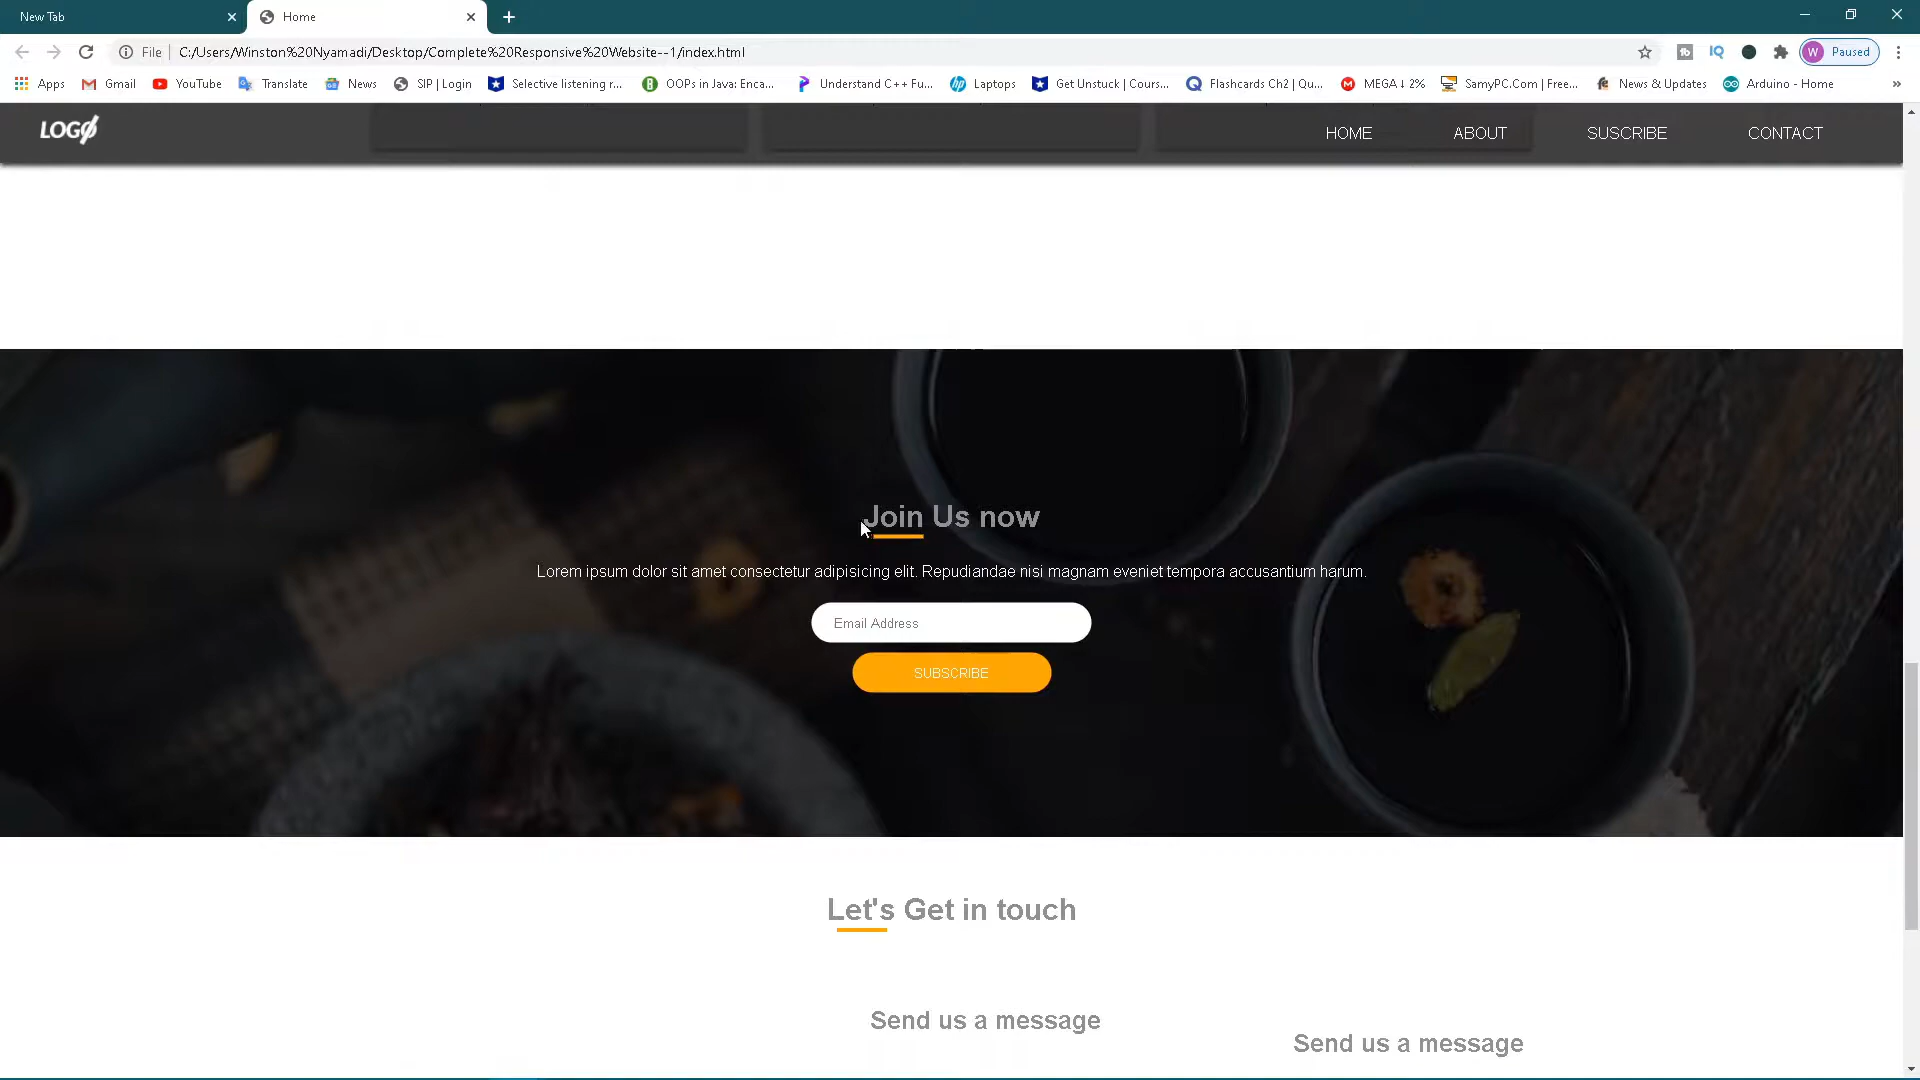 New Tab
Home
File C:/Users/Winston%20Nyamadi/Desktop/Complete%20Responsive%20Website--1/index.html
IQ
W Paused
Apps Gmail YouTube Translate News SIP | Login Selective listening r... OOPs in Java: Enca... Understand C++ Fu... Laptops Get Unstuck | Cours... Flashcards Ch2 | Qu... MEGA ↓ 2% SamyPC.Com | Free... News & Updates Arduino - Home »
LOGO HOME ABOUT SUSCRIBE CONTACT
Join Us now
Lorem ipsum dolor sit amet consectetur adipisicing elit. Repudiandae nisi magnam eveniet tempora accusantium harum.
Email Address
SUBSCRIBE
Let's Get in touch
Send us a message
Send us a message